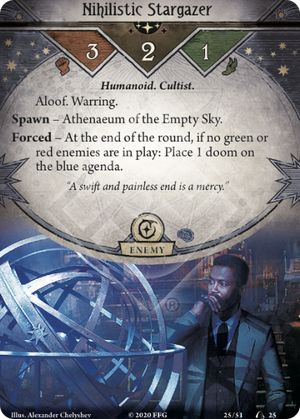 Nihilistic Stargazer
3 2 1
Humanoid. Cultist.
Aloof. Warring.
Spawn – Athenaeum of the Empty Sky.
Forced – At the end of the round, if no green or
red enemies are in play: Place 1 doom on
the blue agenda.
"A swift and painless end is a mercy."
ENEMY
Illus. Alexander Chelyshev © 2020 FFG 25/51 25